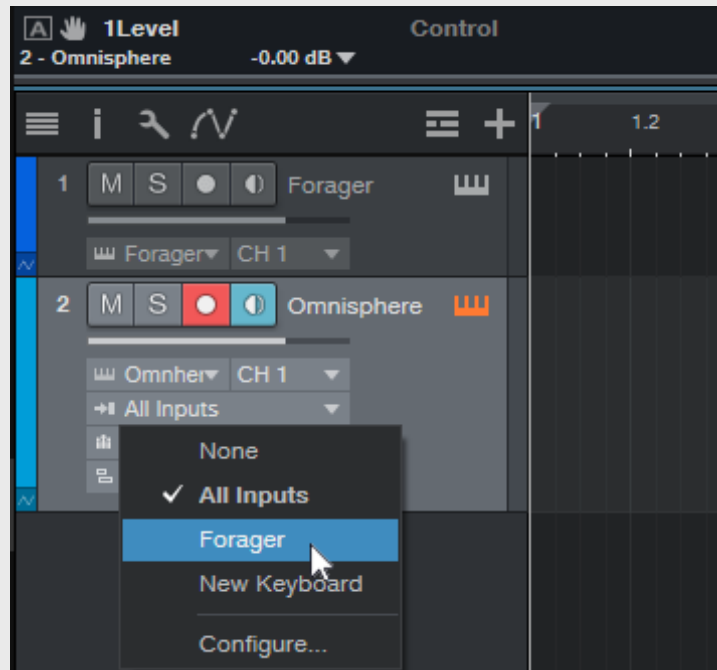 A 1Level Control
2 - Omnisphere -0.00 dB
i 1 1.2
1 M S Forager
Forager CH 1
2 M S Omnisphere
Omnher CH 1
All Inputs
None
All Inputs
Forager
New Keyboard
Configure...